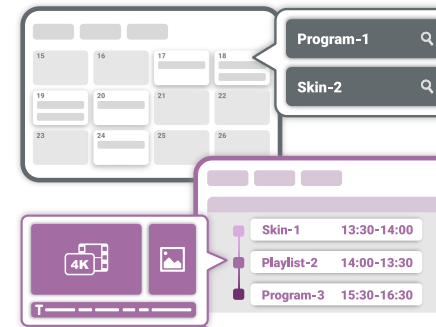 15 16 17 18
19 20 21 22
23 24 25 26
Program-1
Skin-2
Skin-1 13:30-14:00
Playlist-2 14:00-13:30
Program-3 15:30-16:30
4K
T